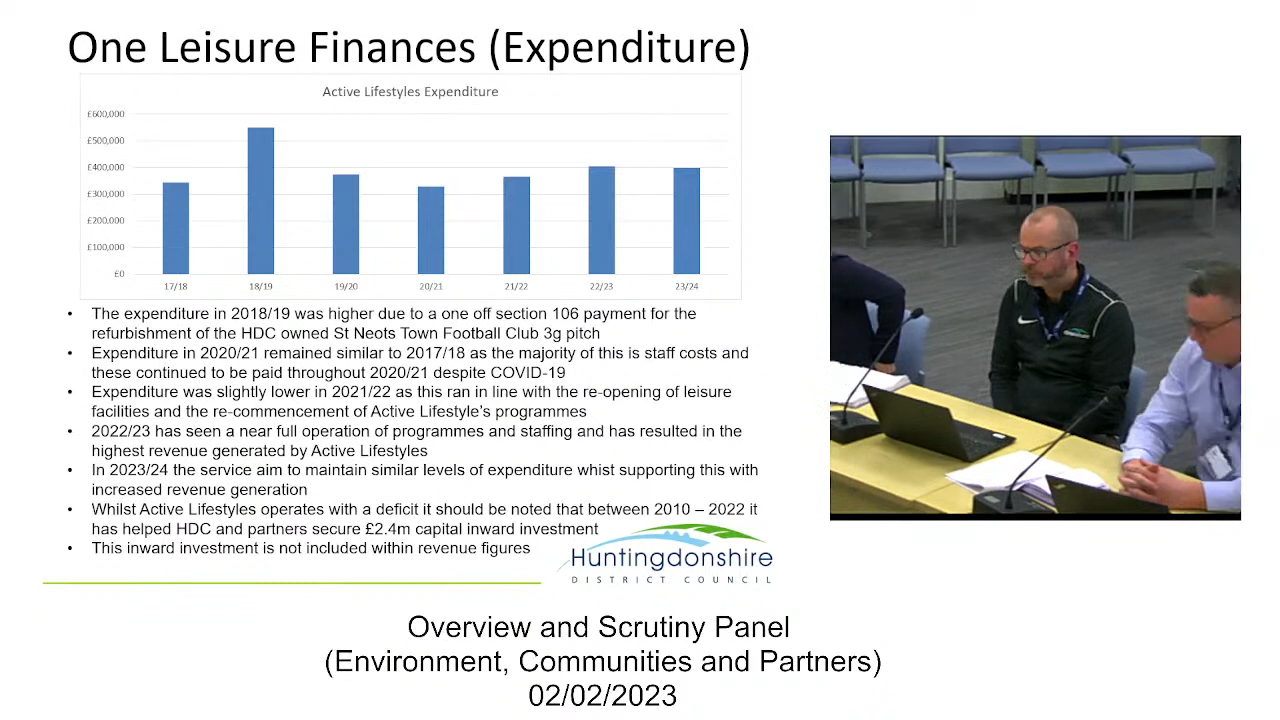 One Leisure Finances (Expenditure)
Active Lifestyles Expenditure
£600,000
£500,000
£400,000
£300,000
£200,000
£100,000
£0
17/18 18/19 19/20 20/21 21/22 22/23 23/24
• The expenditure in 2018/19 was higher due to a one off section 106 payment for the
refurbishment of the HDC owned St Neots Town Football Club 3g pitch
• Expenditure in 2020/21 remained similar to 2017/18 as the majority of this is staff costs and
these continued to be paid throughout 2020/21 despite COVID-19
• Expenditure was slightly lower in 2021/22 as this ran in line with the re-opening of leisure
facilities and the re-commencement of Active Lifestyle's programmes
• 2022/23 has seen a near full operation of programmes and staffing and has resulted in the
highest revenue generated by Active Lifestyles
• In 2023/24 the service aim to maintain similar levels of expenditure whist supporting this with
increased revenue generation
• Whilst Active Lifestyles operates with a deficit it should be noted that between 2010 – 2022 it
has helped HDC and partners secure £2.4m capital inward investment
• This inward investment is not included within revenue figures
Huntingdonshire
DISTRICT COUNCIL
Overview and Scrutiny Panel
(Environment, Communities and Partners)
02/02/2023